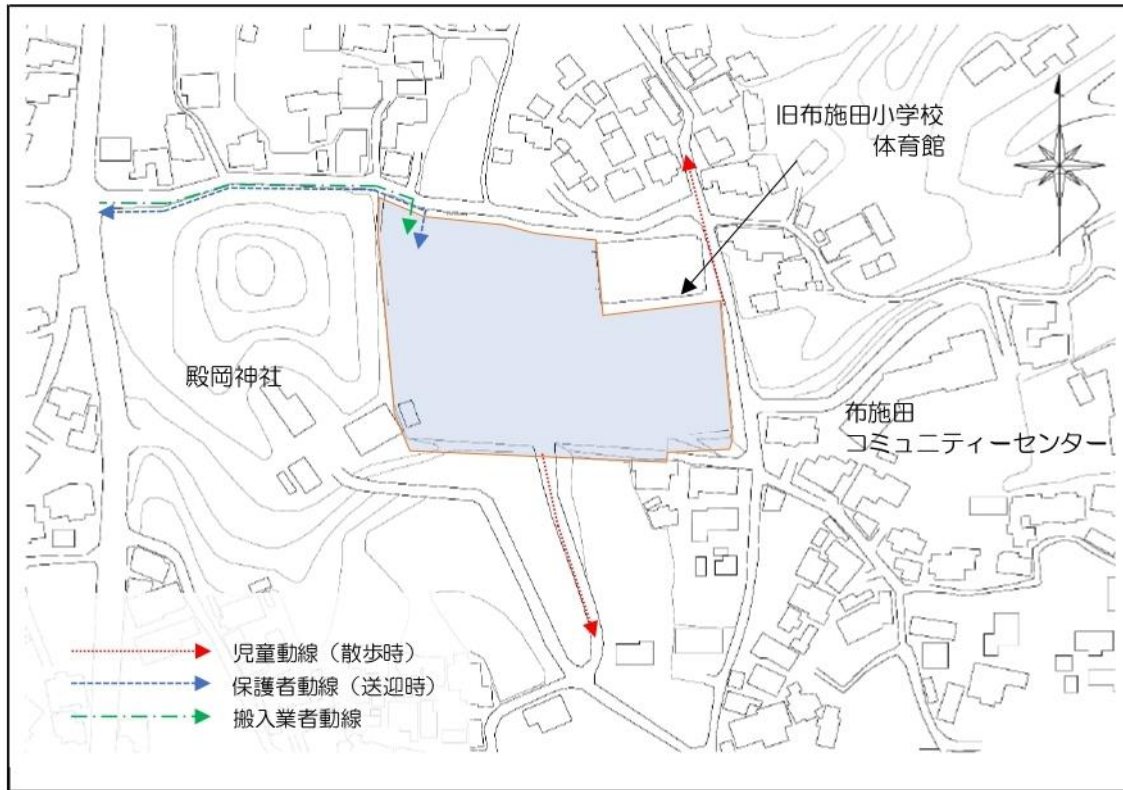 旧布施田小学校
体育館
殿岡神社
布施田
コミュニティーセンター
児童動線（散歩時）
保護者動線（送迎時）
搬入業者動線